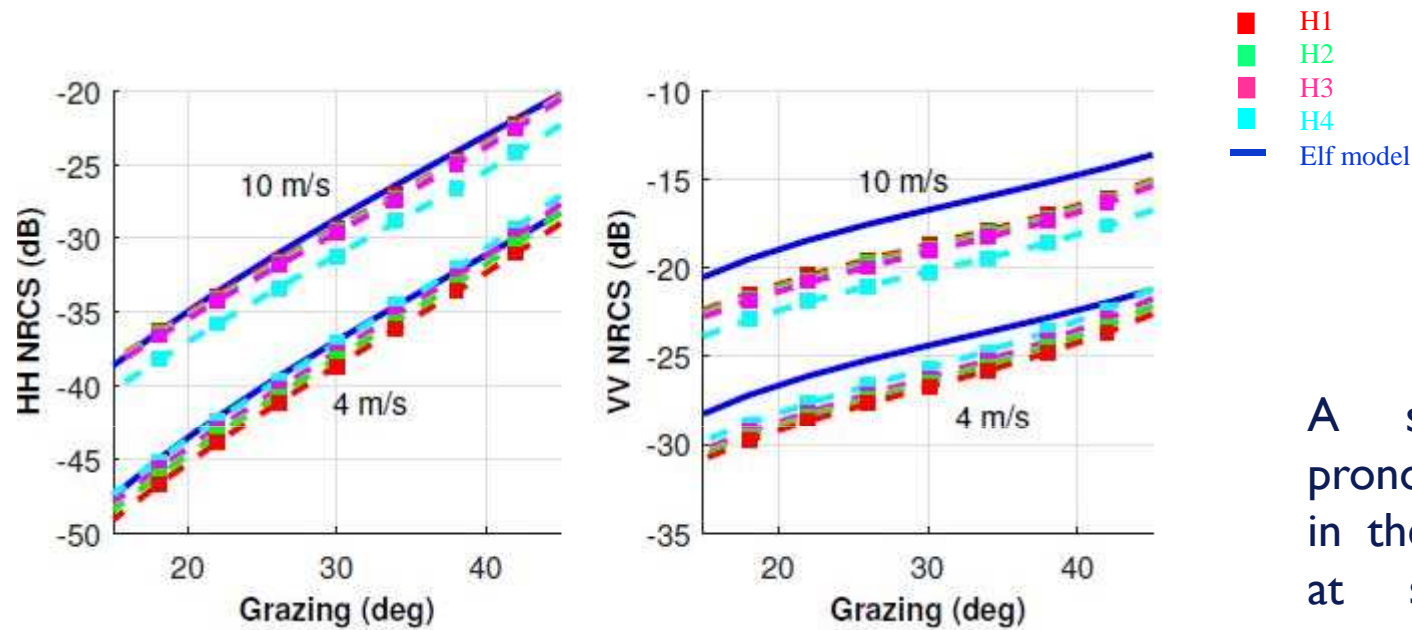 H1
H2
H3
H4
Elf model
-20
-25
-30
-35
-40
-45
-50
HH NRCS (dB)
10 m/s
4 m/s
20
30
40
Grazing (deg)
-10
-15
-20
-25
-30
-35
VV NRCS (dB)
10 m/s
4 m/s
20
30
40
Grazing (deg)
A
in
at